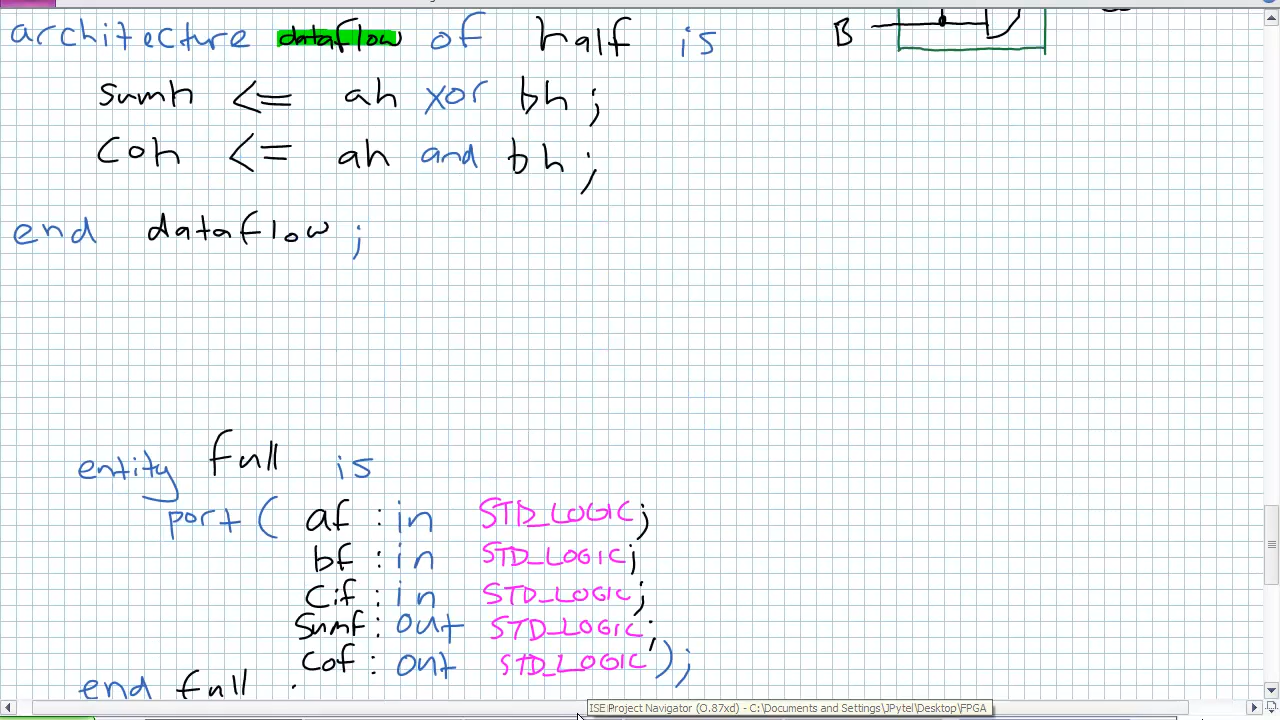 architecture dataflow of half is
B
sumh <= ah xor bh;
Coh <= ah and bh;
end dataflow;
entity full is
port( af : in STD_LOGIC;
bf : in STD_LOGIC;
Cif : in STD_LOGIC;
Sumf : out STD_LOGIC;
Cof : out STD_LOGIC);
end full
ISE Project Navigator (O.87xd) - C:\Documents and Settings\JPytel\Desktop\FPGA